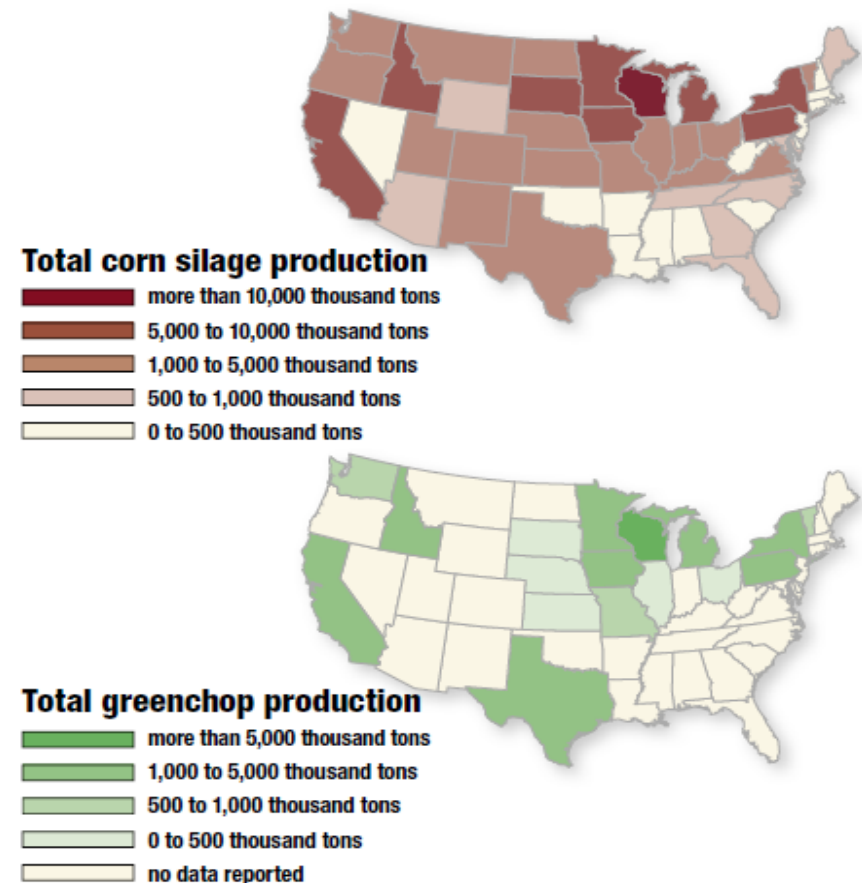 Total corn silage production
more than 10,000 thousand tons
5,000 to 10,000 thousand tons
1,000 to 5,000 thousand tons
500 to 1,000 thousand tons
0 to 500 thousand tons
Total greenchop production
more than 5,000 thousand tons
1,000 to 5,000 thousand tons
500 to 1,000 thousand tons
0 to 500 thousand tons
no data reported